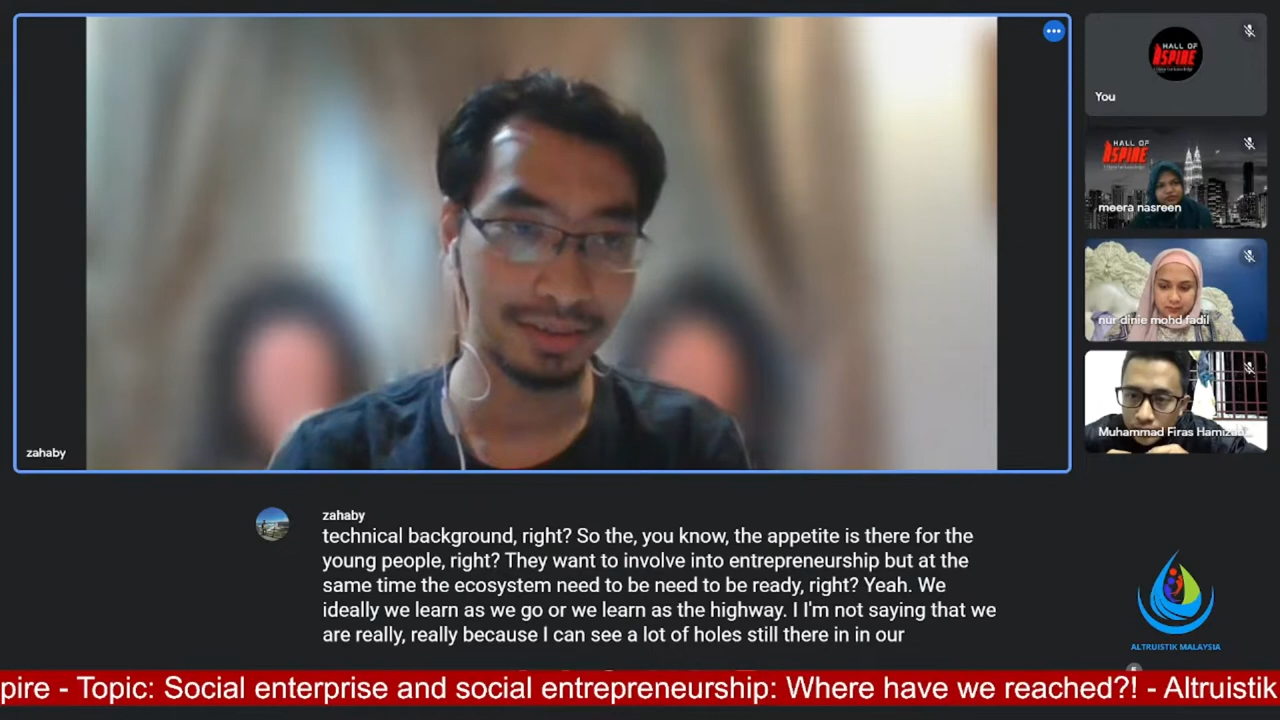 zahaby
HALL OF
ASPIRE
You
HALL OF
ASPIRE
meera nasreen
nur dinie mohd fadil
Muhammad Firas Hamizan...
zahaby
technical background, right? So the, you know, the appetite is there for the
young people, right? They want to involve into entrepreneurship but at the
same time the ecosystem need to be need to be ready, right? Yeah. We
ideally we learn as we go or we learn as the highway. I I'm not saying that we
are really, really because I can see a lot of holes still there in in our
ALTRUISTIK MALAYSIA
pire - Topic: Social enterprise and social entrepreneurship: Where have we reached?! - Altruistik